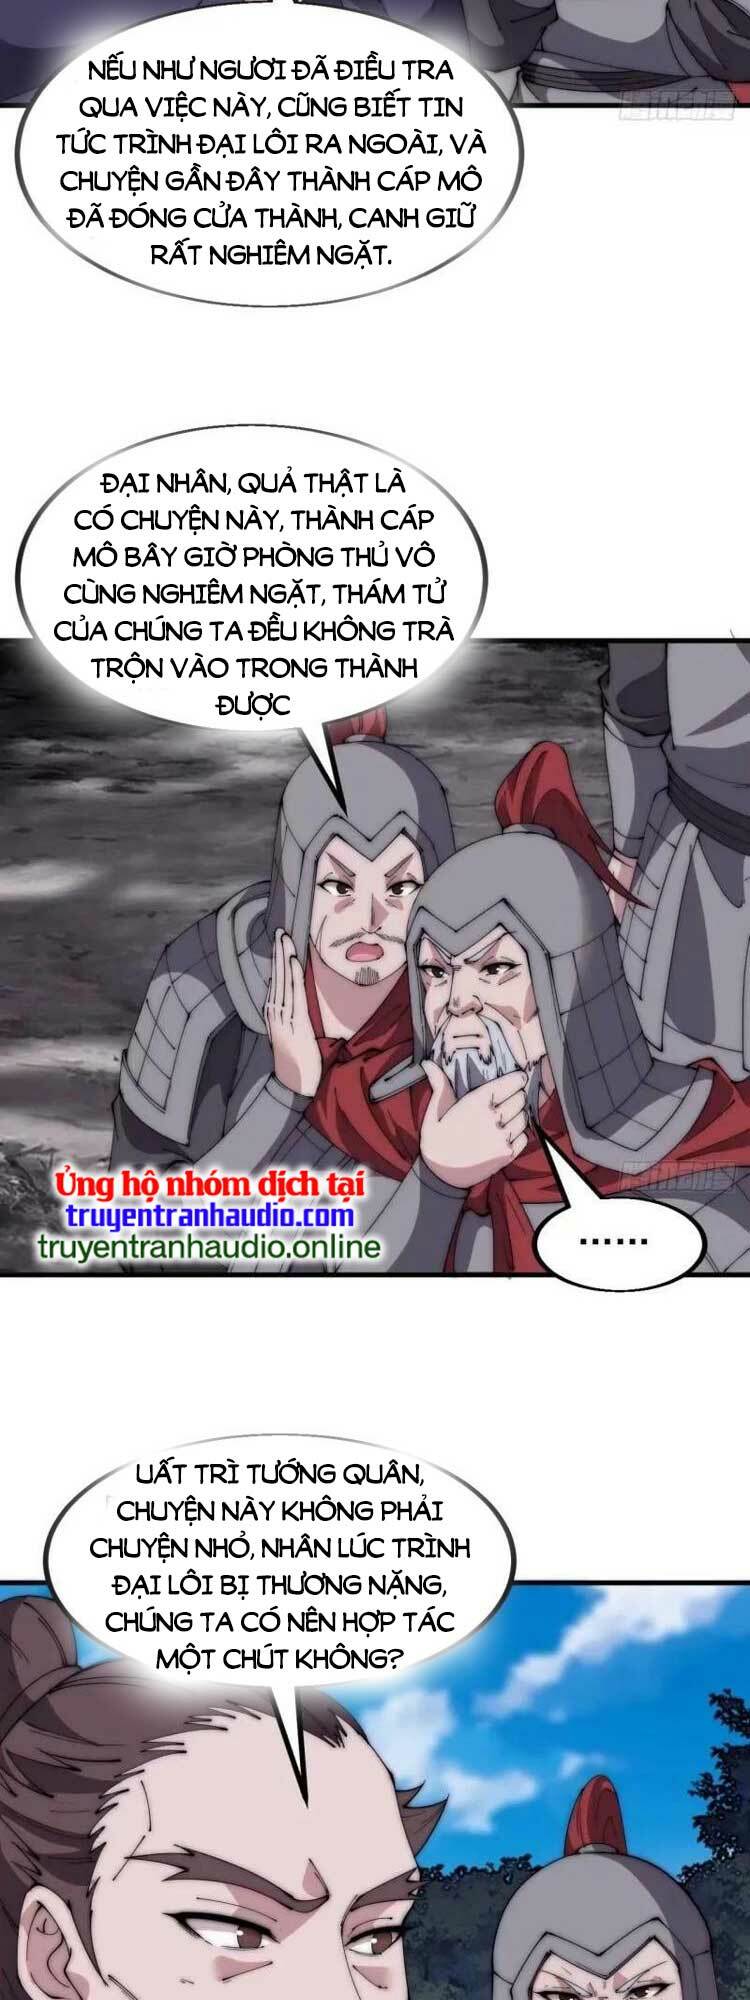 NẾU NHƯ NGƯƠI ĐÃ ĐIỀU TRA
QUA VIỆC NÀY, CŨNG BIẾT TIN
TỨC TRÌNH ĐẠI LÔI RA NGOÀI, VÀ
CHUYỆN GẦN ĐÂY THÀNH CÁP MÔ
ĐÃ ĐÓNG CỬA THÀNH, CANH GIỮ
RẤT NGHIÊM NGẶT.
ĐẠI NHÂN, QUẢ THẬT LÀ
CÓ CHUYỆN NÀY, THÀNH CÁP
MÔ BÂY GIỜ PHÒNG THỦ VÔ
CÙNG NGHIÊM NGẶT, THÁM TỬ
CỦA CHÚNG TA ĐỀU KHÔNG TRÀ
TRỘN VÀO TRONG THÀNH
ĐƯỢC
Ủng hộ nhóm dịch tại
truyentranhaudio.com
truyentranhaudio.online
......
UẤT TRÌ TƯỚNG QUÂN,
CHUYỆN NÀY KHÔNG PHẢI
CHUYỆN NHỎ, NHÂN LÚC TRÌNH
ĐẠI LÔI BỊ THƯƠNG NẶNG,
CHÚNG TA CÓ NÊN HỢP TÁC
MỘT CHÚT KHÔNG?